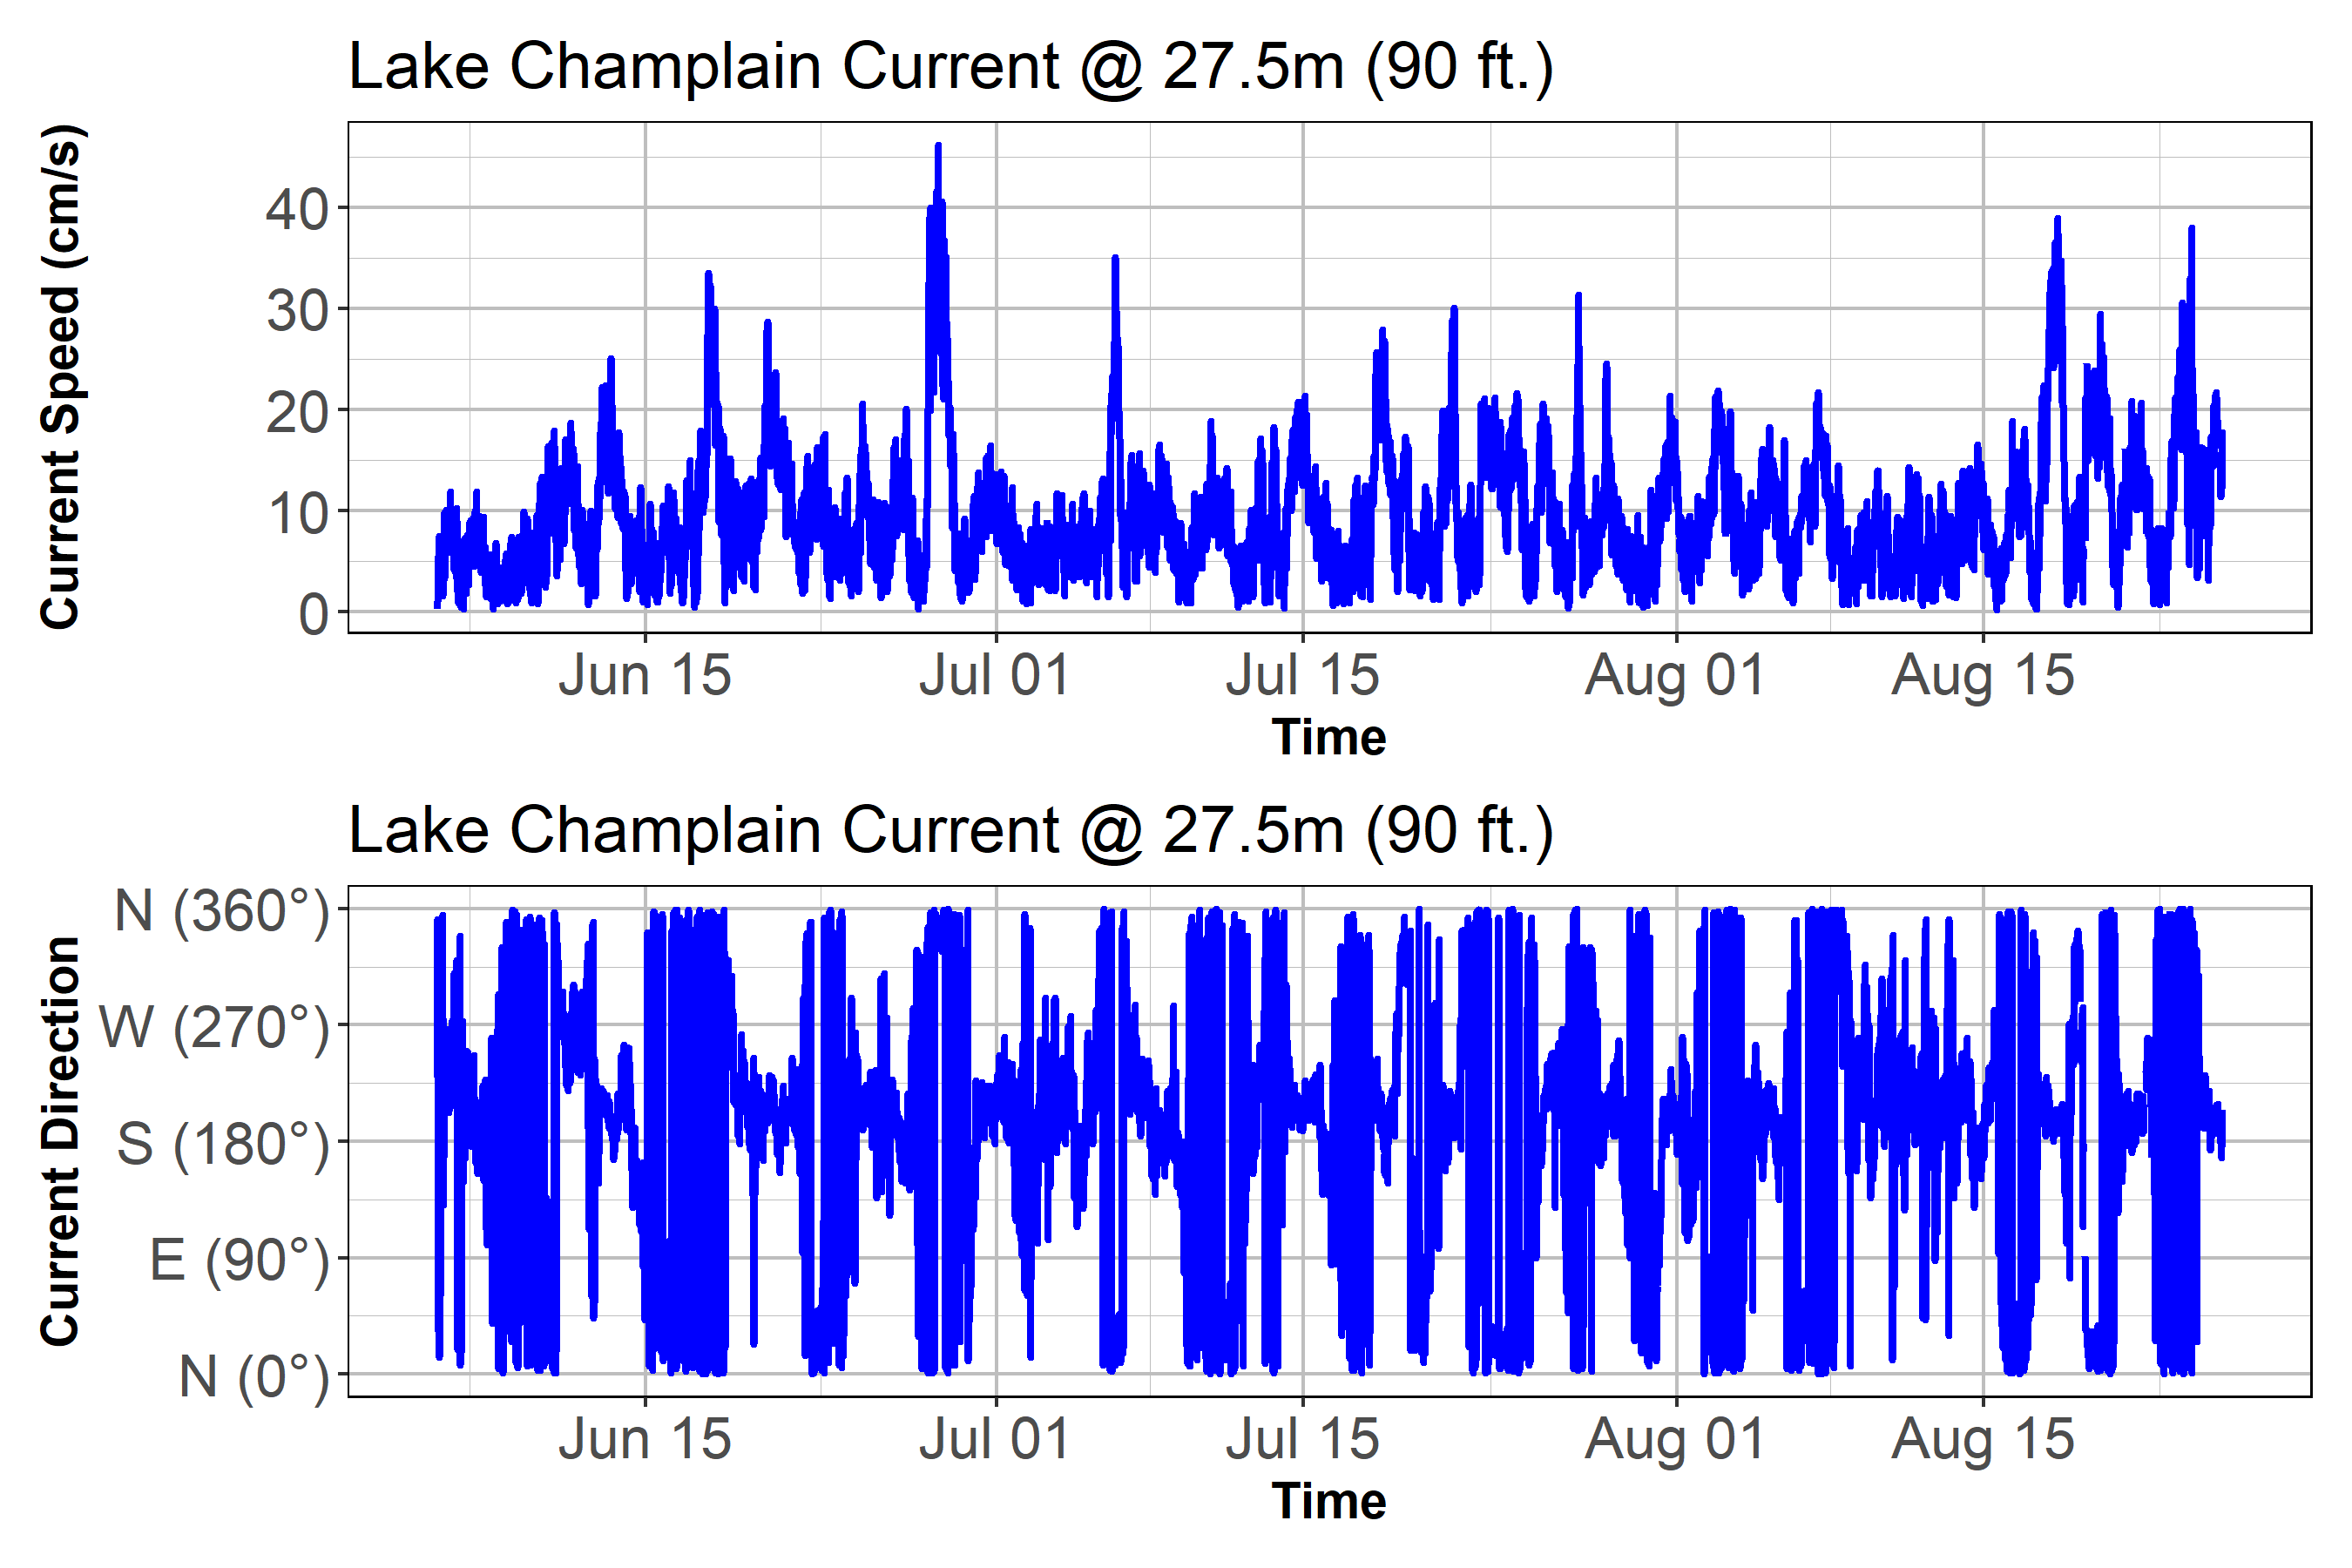 Lake Champlain Current @ 27.5m (90 ft.)
Current Speed (cm/s)
40
30
20
10
0
Jun 15 Jul 01 Jul 15 Aug 01 Aug 15
Time
Lake Champlain Current @ 27.5m (90 ft.)
Current Direction
N (360°)
W (270°)
S (180°)
E (90°)
N (0°)
Jun 15 Jul 01 Jul 15 Aug 01 Aug 15
Time